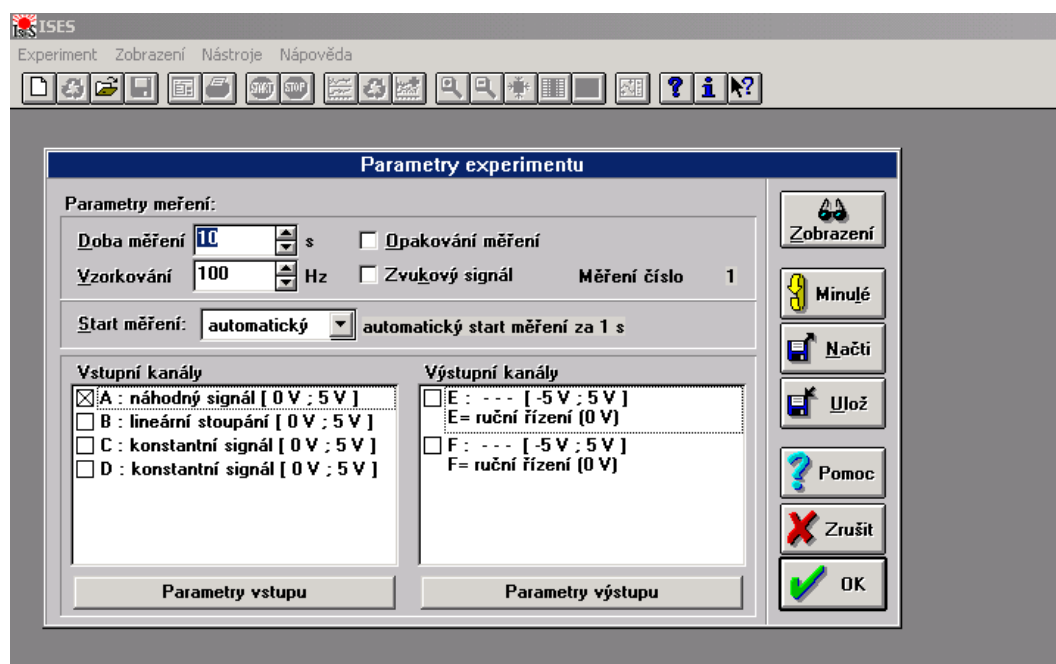 ISES
Experiment Zobrazení Nástroje Nápověda
START STOP
Parametry experimentu
Parametry meření:
Doba měření 10 s Opakování měření
Vzorkování 100 Hz Zvukový signál Měření číslo 1
Start měření: automatický automatický start měření za 1 s
Vstupní kanály
A : náhodný signál [ 0 V ; 5 V ]
B : lineární stoupání [ 0 V ; 5 V ]
C : konstantní signál [ 0 V ; 5 V ]
D : konstantní signál [ 0 V ; 5 V ]
Parametry vstupu
Výstupní kanály
E : - - - [ -5 V ; 5 V ]
E= ruční řízení (0 V)
F : - - - [ -5 V ; 5 V ]
F= ruční řízení (0 V)
Parametry výstupu
Zobrazení
Minulé
Načti
Ulož
Pomoc
Zrušit
OK